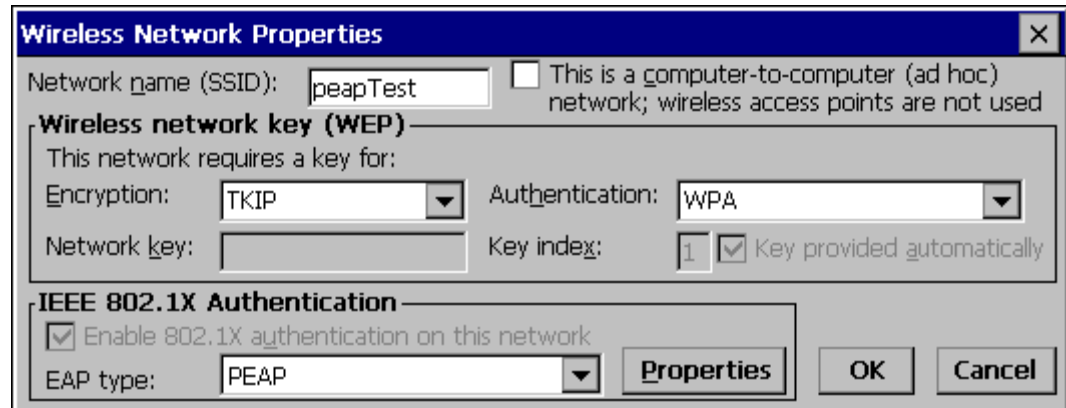 Wireless Network Properties
Network name (SSID): peapTest This is a computer-to-computer (ad hoc)
network; wireless access points are not used
Wireless network key (WEP)
This network requires a key for:
Encryption: TKIP Authentication: WPA
Network key: Key index: 1 Key provided automatically
IEEE 802.1X Authentication
Enable 802.1X authentication on this network
EAP type: PEAP Properties OK Cancel